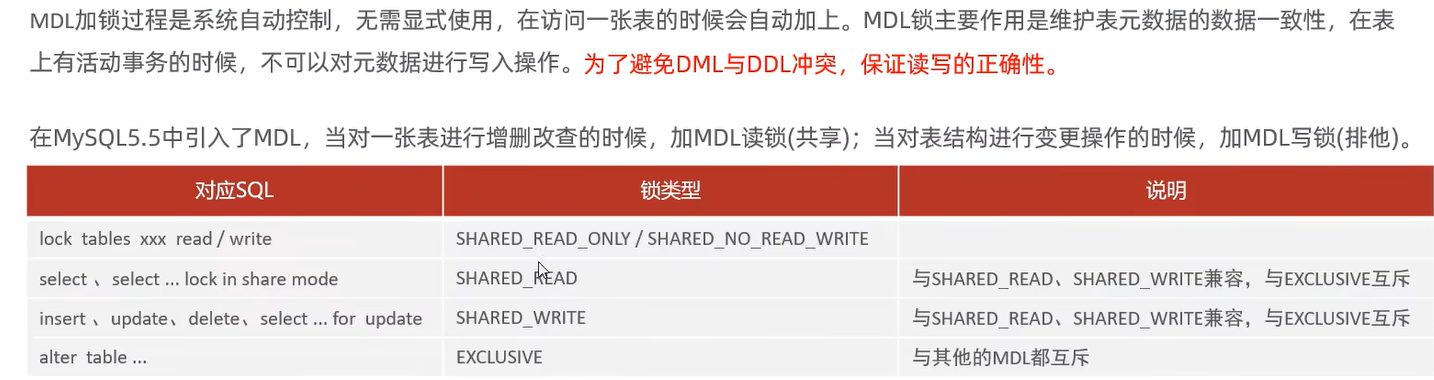 MDL加锁过程是系统自动控制，无需显式使用，在访问一张表的时候会自动加上。MDL锁主要作用是维护表元数据的数据一致性，在表
上有活动事务的时候，不可以对元数据进行写入操作。为了避免DML与DDL冲突，保证读写的正确性。
在MySQL5.5中引入了MDL，当对一张表进行增删改查的时候，加MDL读锁(共享)；当对表结构进行变更操作的时候，加MDL写锁(排他)。
对应SQL 锁类型 说明
lock tables xxx read / write SHARED_READ_ONLY / SHARED_NO_READ_WRITE
select 、select ... lock in share mode SHARED_READ 与SHARED_READ、SHARED_WRITE兼容，与EXCLUSIVE互斥
insert 、update、delete、select ... for update SHARED_WRITE 与SHARED_READ、SHARED_WRITE兼容，与EXCLUSIVE互斥
alter table ... EXCLUSIVE 与其他的MDL都互斥